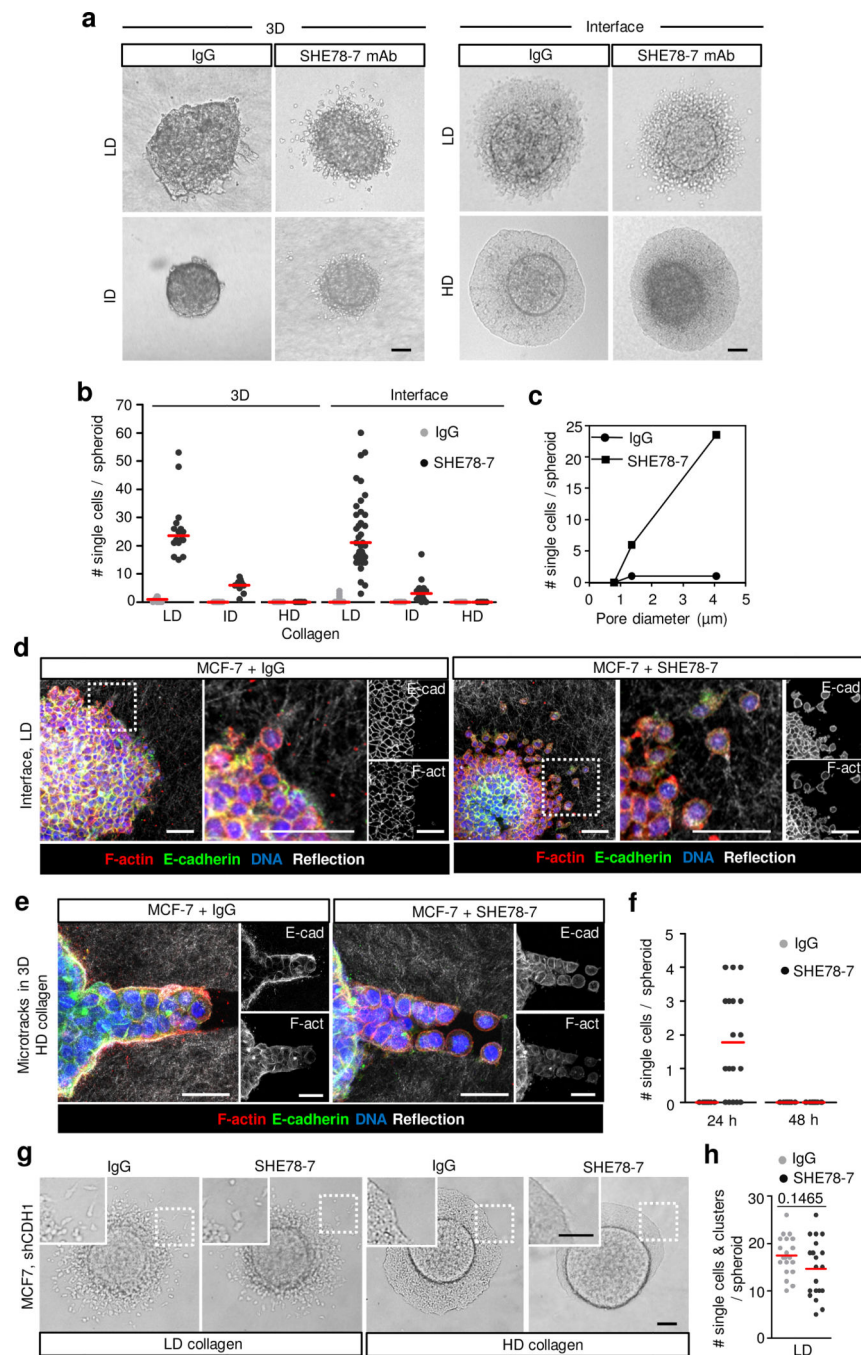 a
3D
Interface
IgG
SHE78-7 mAb
IgG
SHE78-7 mAb
LD
LD
ID
HD
b
3D
Interface
# single cells / spheroid
70
60
50
40
30
20
10
0
IgG
SHE78-7
LD
ID
HD
LD
ID
HD
Collagen
c
# single cells / spheroid
25
20
15
10
5
0
IgG
SHE78-7
0
1
2
3
4
5
Pore diameter (µm)
d
MCF-7 + IgG
MCF-7 + SHE78-7
Interface, LD
E-cad
F-act
E-cad
F-act
F-actin E-cadherin DNA Reflection
F-actin E-cadherin DNA Reflection
e
MCF-7 + IgG
MCF-7 + SHE78-7
Microtracks in 3D
HD collagen
E-cad
F-act
E-cad
F-act
F-actin E-cadherin DNA Reflection
f
# single cells / spheroid
5
4
3
2
1
0
IgG
SHE78-7
24 h
48 h
g
IgG
SHE78-7
IgG
SHE78-7
MCF7, shCDH1
LD collagen
HD collagen
h
IgG
SHE78-7
# single cells & clusters
/ spheroid
0.1465
30
20
10
0
LD